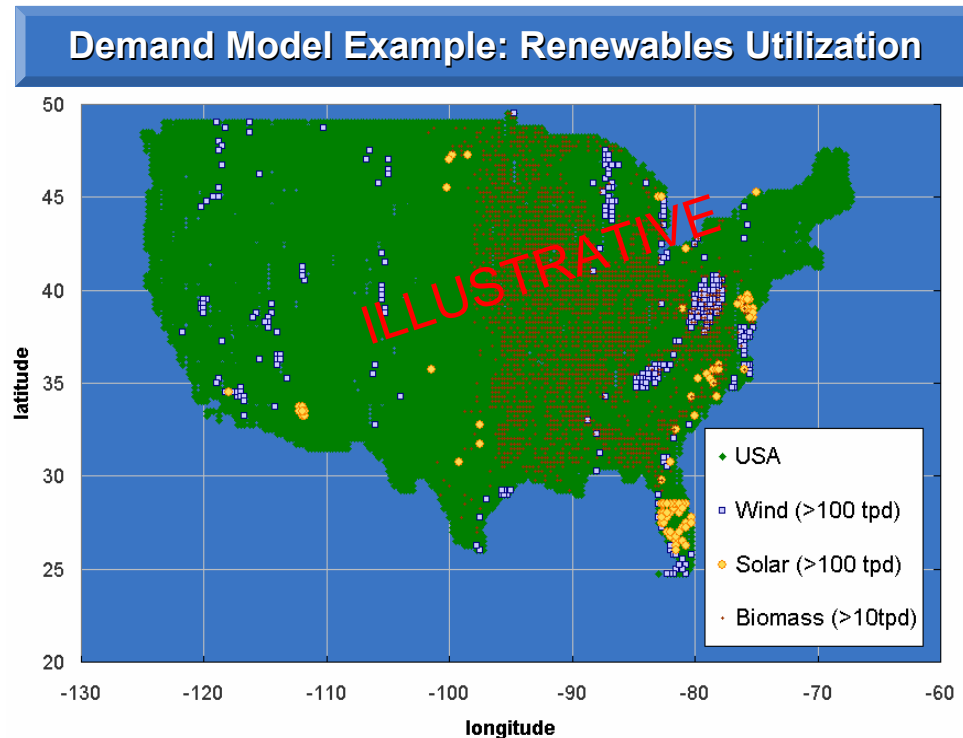 Demand Model Example: Renewables Utilization
50
45
40
35
30
25
20
latitude
ILLUSTRATIVE
USA
Wind (>100 tpd)
Solar (>100 tpd)
Biomass (>10tpd)
-130 -120 -110 -100 -90 -80 -70 -60
longitude